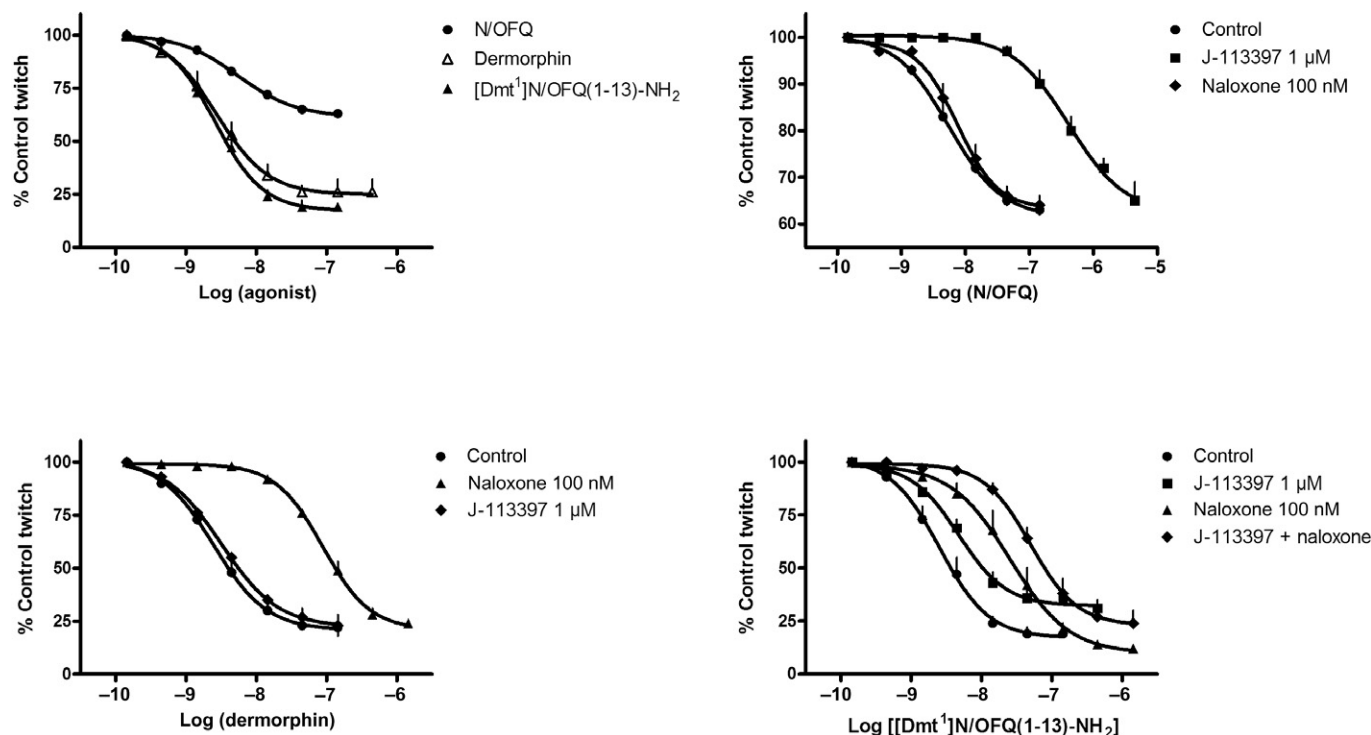 100
75
50
25
0
% Control twitch
–10
–9
–8
–7
–6
Log (agonist)
N/OFQ
Dermorphin
[Dmt¹]N/OFQ(1-13)-NH₂
100
90
80
70
60
% Control twitch
–10
–9
–8
–7
–6
–5
Log (N/OFQ)
Control
J-113397 1 µM
Naloxone 100 nM
100
75
50
25
0
% Control twitch
–10
–9
–8
–7
–6
Log (dermorphin)
Control
Naloxone 100 nM
J-113397 1 µM
100
75
50
25
0
% Control twitch
–10
–9
–8
–7
–6
Log [[Dmt¹]N/OFQ(1-13)-NH₂]
Control
J-113397 1 µM
Naloxone 100 nM
J-113397 + naloxone